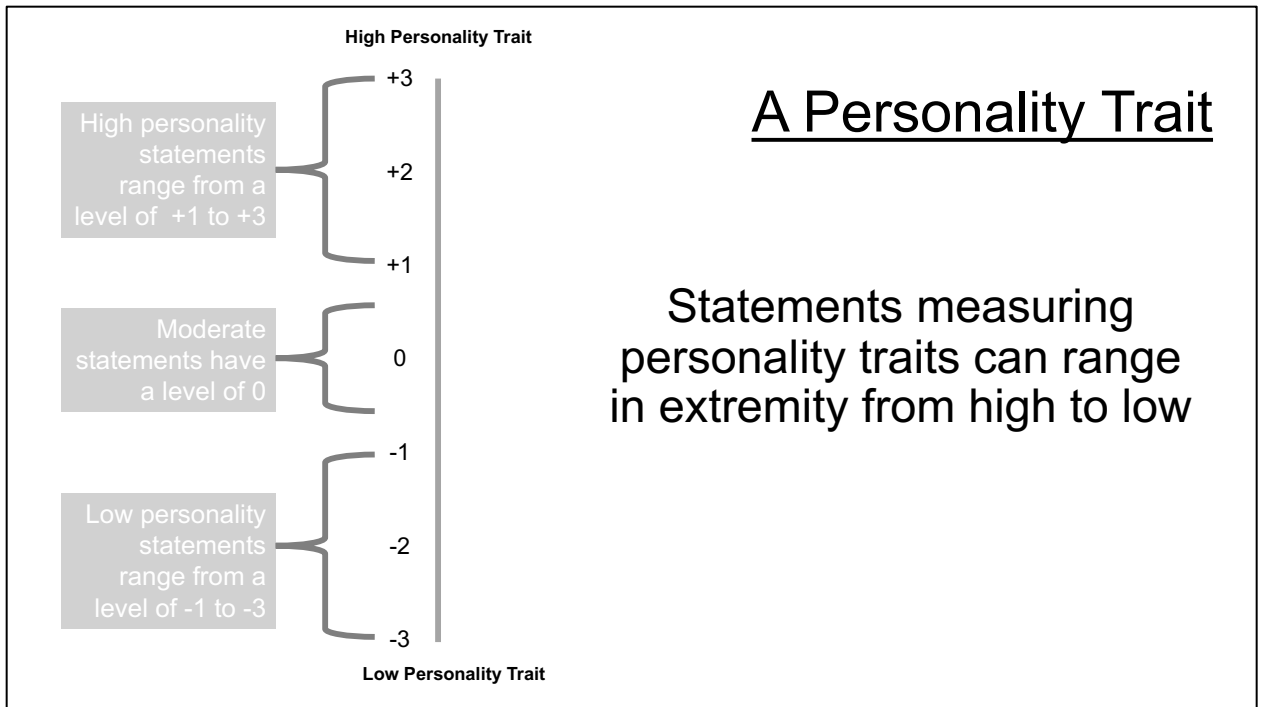 High Personality Trait
A Personality Trait
+3
High personality
statements
range from a
level of  +1 to +3
+2
+1
Statements measuring
personality traits can range
in extremity from high to low
Moderate
statements have
a level of 0
0
-1
Low personality
statements
range from a
level of -1 to -3
-2
-3
Low Personality Trait